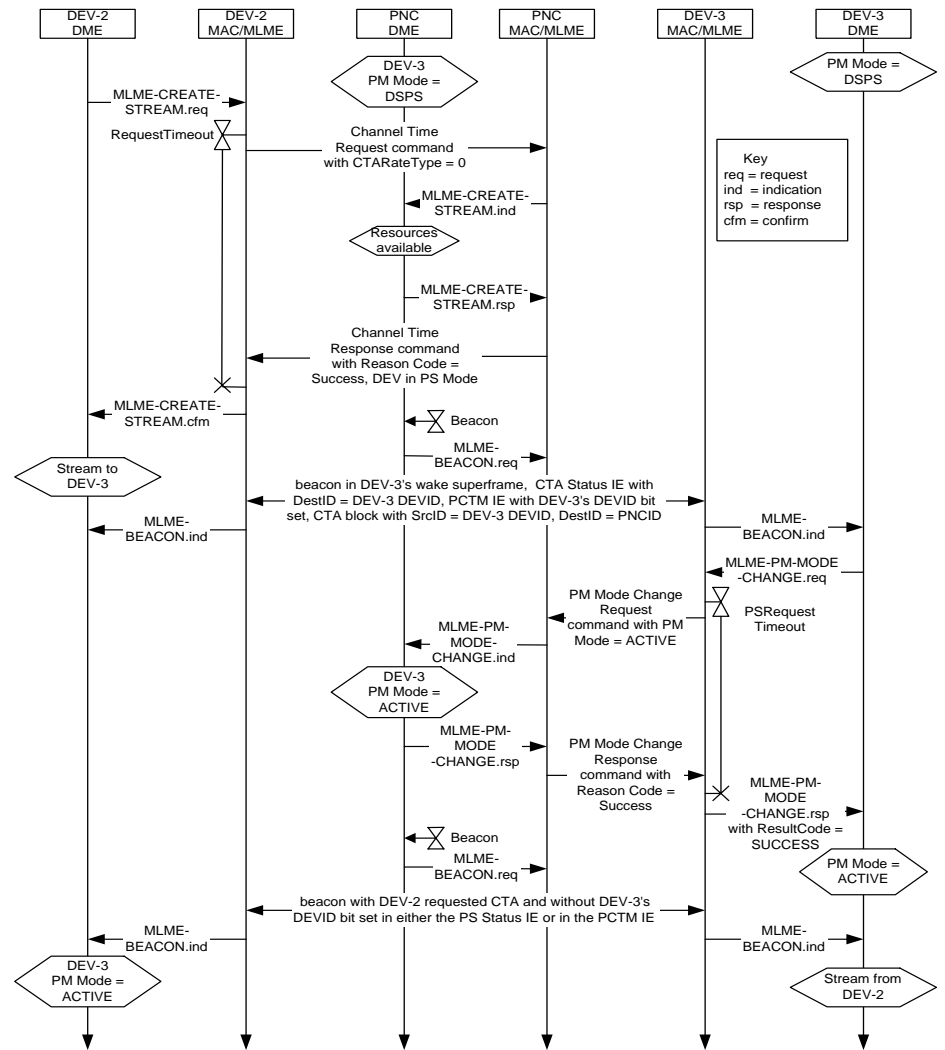 DEV-2
DME
DEV-2
MAC/MLME
PNC
DME
PNC
MAC/MLME
DEV-3
MAC/MLME
DEV-3
DME
DEV-3
PM Mode =
DSPS
PM Mode =
DSPS
MLME-CREATE-
STREAM.req
RequestTimeout
Channel Time
Request command
with CTARateType = 0
Key
req = request
ind = indication
rsp = response
cfm = confirm
MLME-CREATE-
STREAM.ind
Resources
available
MLME-CREATE-
STREAM.rsp
Channel Time
Response command
with Reason Code =
Success, DEV in PS Mode
MLME-CREATE-
STREAM.cfm
Beacon
MLME-
BEACON.req
Stream to
DEV-3
beacon in DEV-3's wake superframe, CTA Status IE with
DestID = DEV-3 DEVID, PCTM IE with DEV-3's DEVID bit
set, CTA block with SrcID = DEV-3 DEVID, DestID = PNCID
MLME-
BEACON.ind
MLME-
BEACON.ind
MLME-PM-MODE
-CHANGE.req
PM Mode Change
Request
command with PM
Mode = ACTIVE
PSRequest
Timeout
MLME-PM-
MODE-
CHANGE.ind
DEV-3
PM Mode =
ACTIVE
MLME-PM-
MODE
-CHANGE.rsp
PM Mode Change
Response
command with
Reason Code =
Success
MLME-PM-
MODE
-CHANGE.rsp
with ResultCode =
SUCCESS
Beacon
MLME-
BEACON.req
PM Mode =
ACTIVE
beacon with DEV-2 requested CTA and without DEV-3's
DEVID bit set in either the PS Status IE or in the PCTM IE
MLME-
BEACON.ind
MLME-
BEACON.ind
DEV-3
PM Mode =
ACTIVE
Stream from
DEV-2